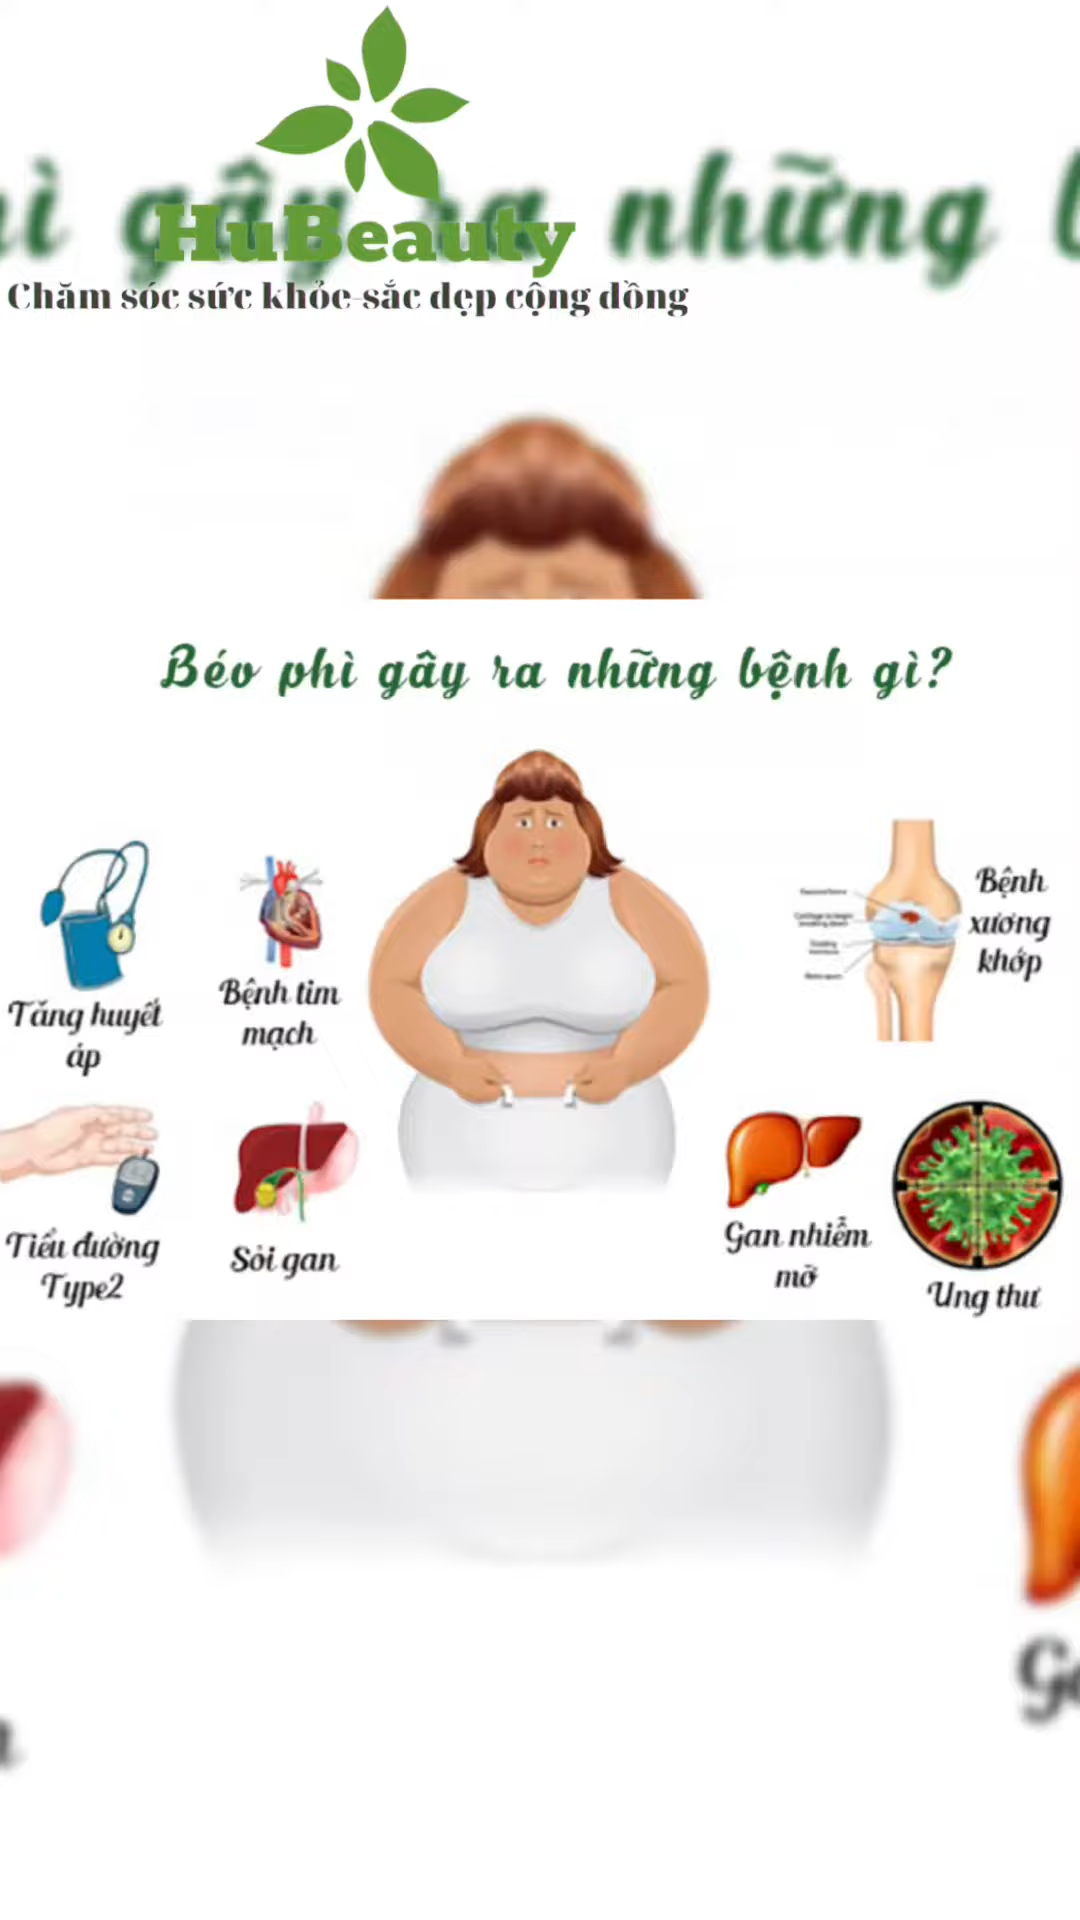 HuBeauty
Chăm sóc sức khỏe-sắc đẹp cộng đồng
Béo phì gây ra những bệnh gì?
Tăng huyết
áp
Bệnh tim
mạch
Bệnh
xương
khớp
Tiểu đường
Type2
Sỏi gan
Gan nhiễm
mỡ
Ung thư